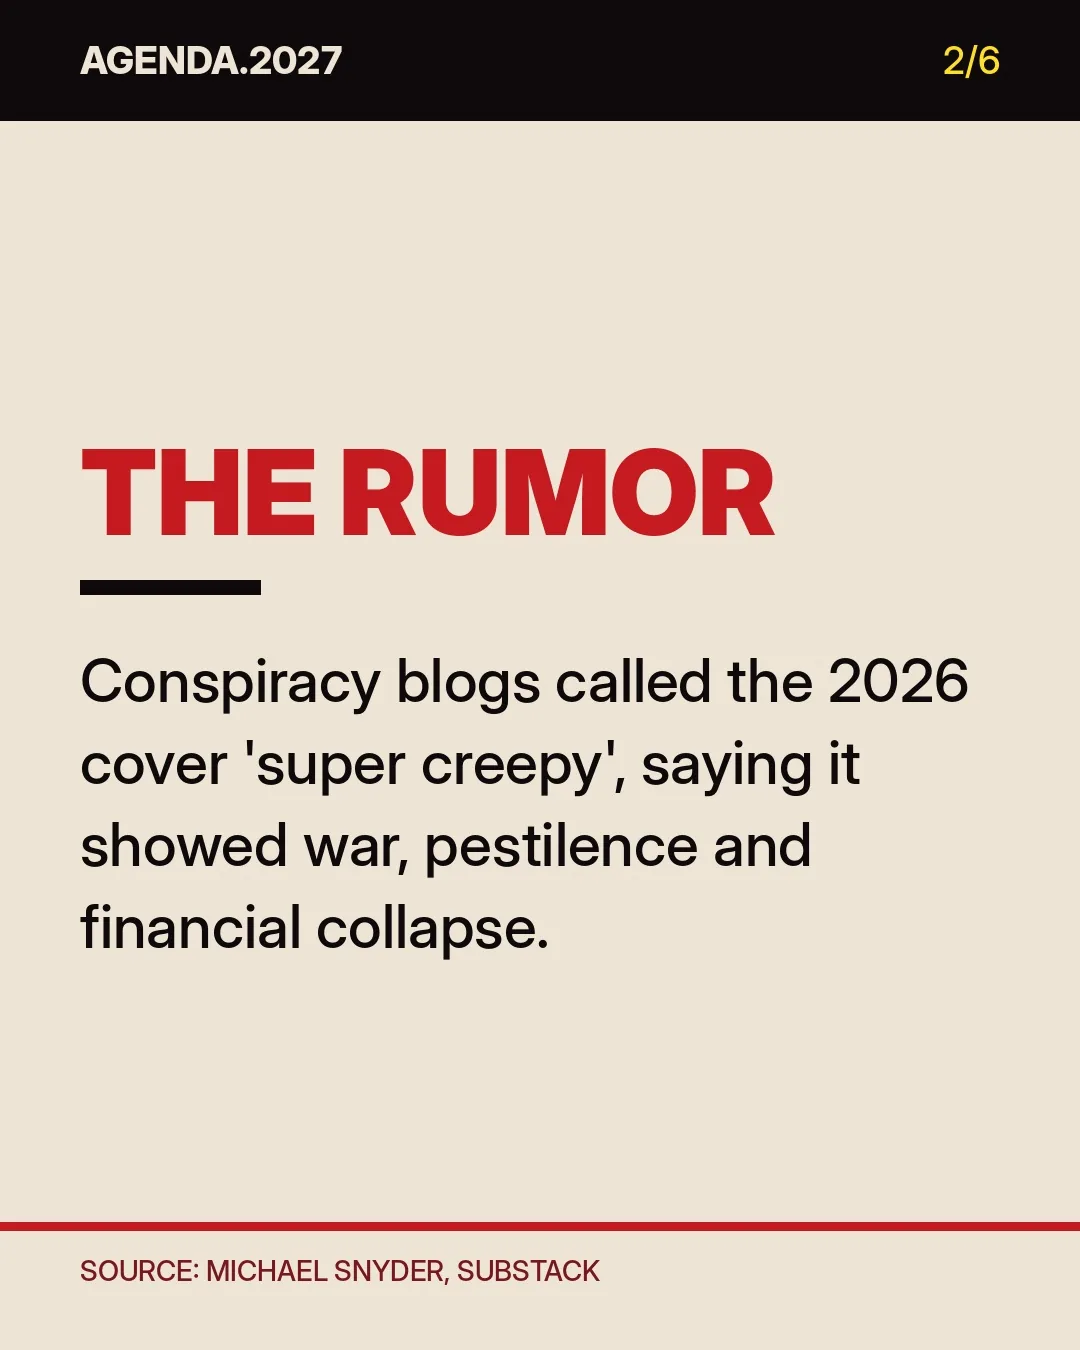 AGENDA.2027
2/6
THE RUMOR
Conspiracy blogs called the 2026
cover 'super creepy', saying it
showed war, pestilence and
financial collapse.
SOURCE: MICHAEL SNYDER, SUBSTACK